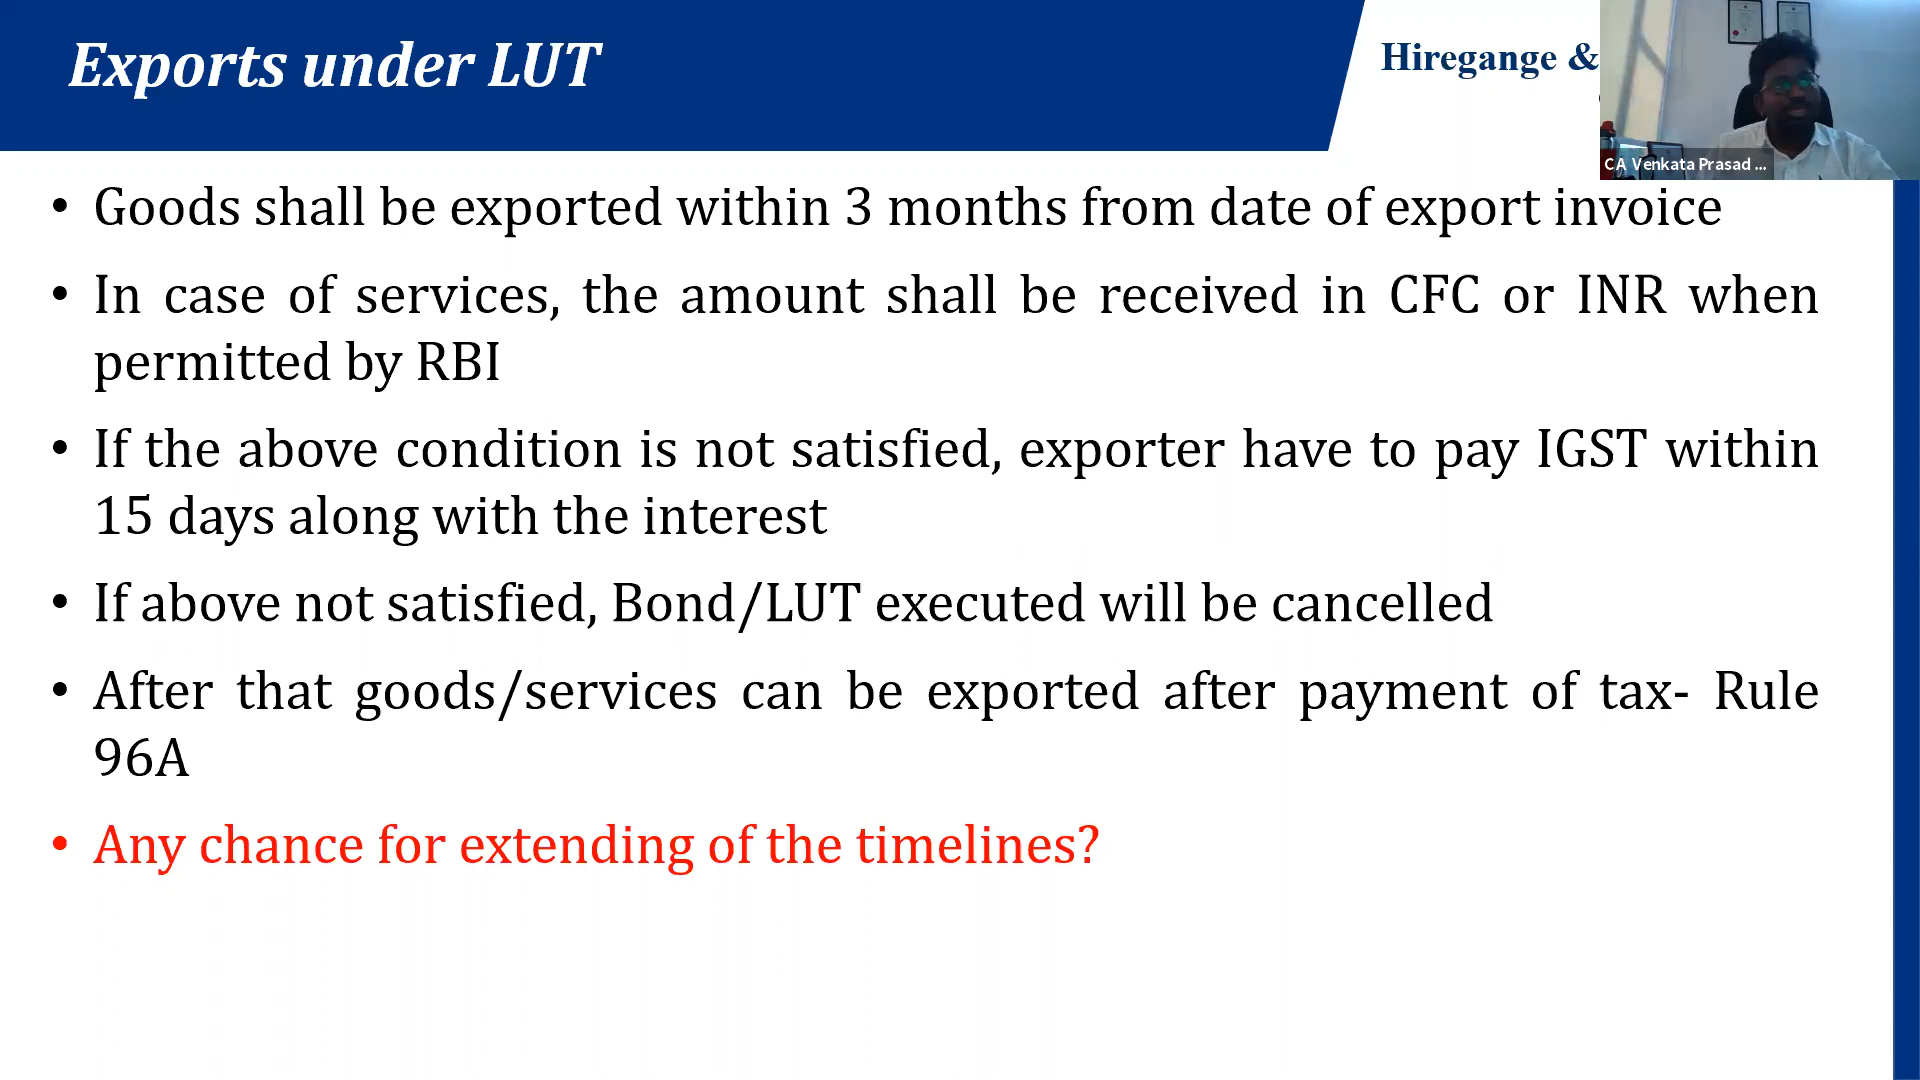 Exports under LUT
Hiregange &
CA Venkata Prasad ...
• Goods shall be exported within 3 months from date of export invoice
• In case of services, the amount shall be received in CFC or INR when
permitted by RBI
• If the above condition is not satisfied, exporter have to pay IGST within
15 days along with the interest
• If above not satisfied, Bond/LUT executed will be cancelled
• After that goods/services can be exported after payment of tax- Rule
96A
• Any chance for extending of the timelines?